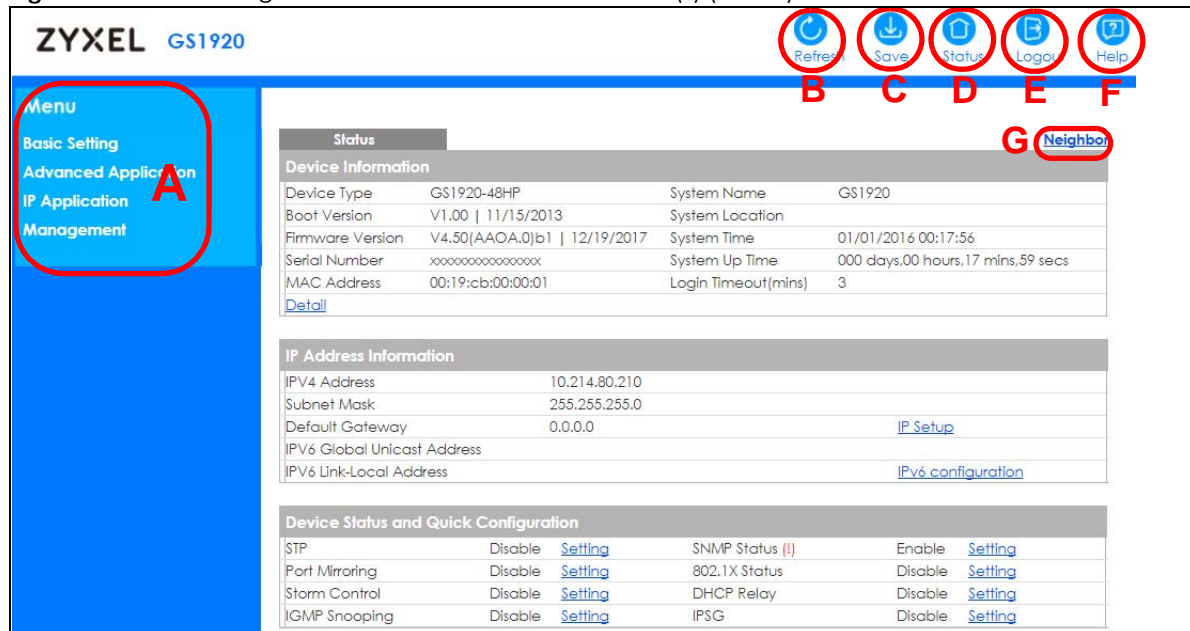 ZYXEL GS1920
Refresh Save Status Logout Help
B C D E F
Menu
Basic Setting
Advanced Application
IP Application
Management
A
Status
G Neighbor
Device Information
Device Type GS1920-48HP System Name GS1920
Boot Version V1.00 | 11/15/2013 System Location
Firmware Version V4.50(AAOA.0)b1 | 12/19/2017 System Time 01/01/2016 00:17:56
Serial Number xxxxxxxxxxxxxxxx System Up Time 000 days,00 hours,17 mins,59 secs
MAC Address 00:19:cb:00:00:01 Login Timeout(mins) 3
Detail
IP Address Information
IPV4 Address 10.214.80.210
Subnet Mask 255.255.255.0
Default Gateway 0.0.0.0 IP Setup
IPV6 Global Unicast Address
IPV6 Link-Local Address IPv6 configuration
Device Status and Quick Configuration
STP Disable Setting SNMP Status (!) Enable Setting
Port Mirroring Disable Setting 802.1X Status Disable Setting
Storm Control Disable Setting DHCP Relay Disable Setting
IGMP Snooping Disable Setting IPSG Disable Setting